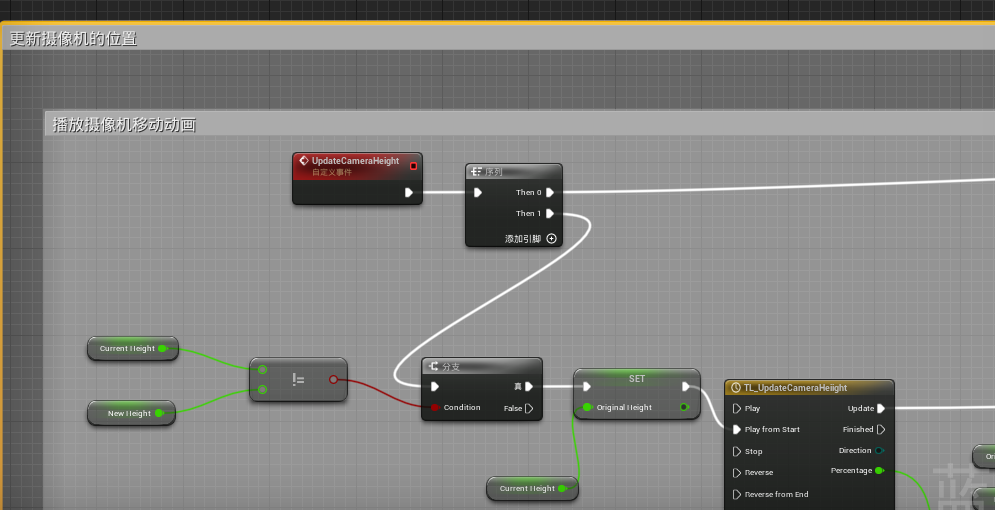 更新摄像机的位置
播放摄像机移动动画
UpdateCameraHeight
自定义事件
序列
Then 0
Then 1
添加引脚
Current Height
!=
New Height
分支
真
Condition
False
SET
Original Height
Current Height
TL_UpdateCameraHeiight
Play
Update
Play from Start
Finished
Stop
Direction
Reverse
Percentage
Reverse from End
Ori
蓝